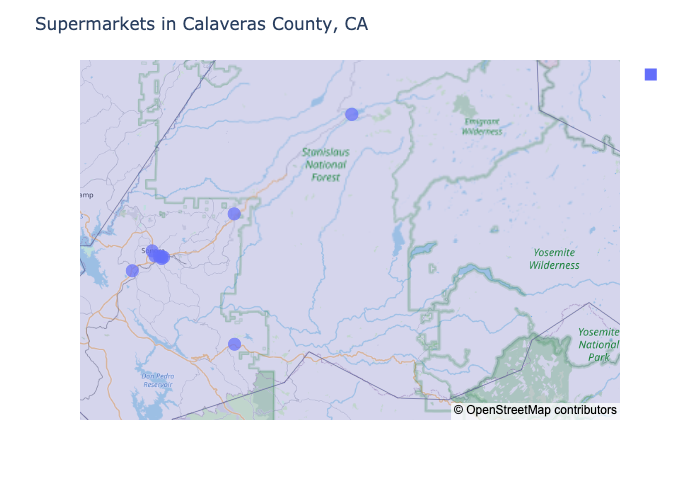 Supermarkets in Calaveras County, CA
Emigrant
Wilderness
Stanislaus
National
Forest
amp
Yosemite
Wilderness
Yosemite
National
Park
Don Pedro
Reservoir
© OpenStreetMap contributors